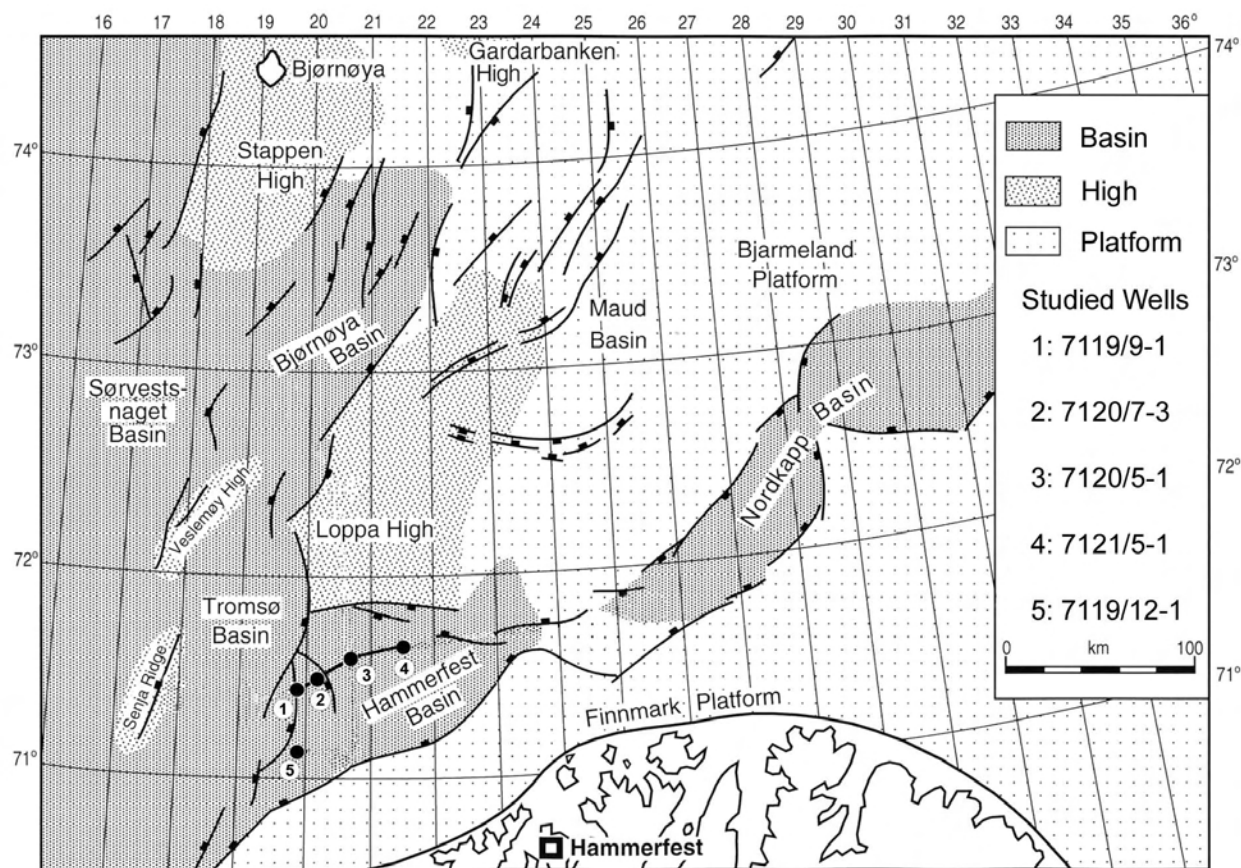 16 17 18 19 20 21 22 23 24 25 26 27 28 29 30 31 32 33 34 35 36°
74°
Gardarbanken
High
Bjørnøya
Stappen
High
74°
Basin
High
Platform
Bjarmeland
Platform
73°
Studied Wells
1: 7119/9-1
2: 7120/7-3
3: 7120/5-1
4: 7121/5-1
5: 7119/12-1
0 km 100
Maud
Basin
Bjørnøya
Basin
73°
Sørvests-
naget
Basin
Nordkapp Basin
72°
Veslemøy High
Loppa High
72°
Tromsø
Basin
Senja Ridge
1
2
3
4
5
Hammerfest
Basin
71°
Finnmark Platform
71°
Hammerfest